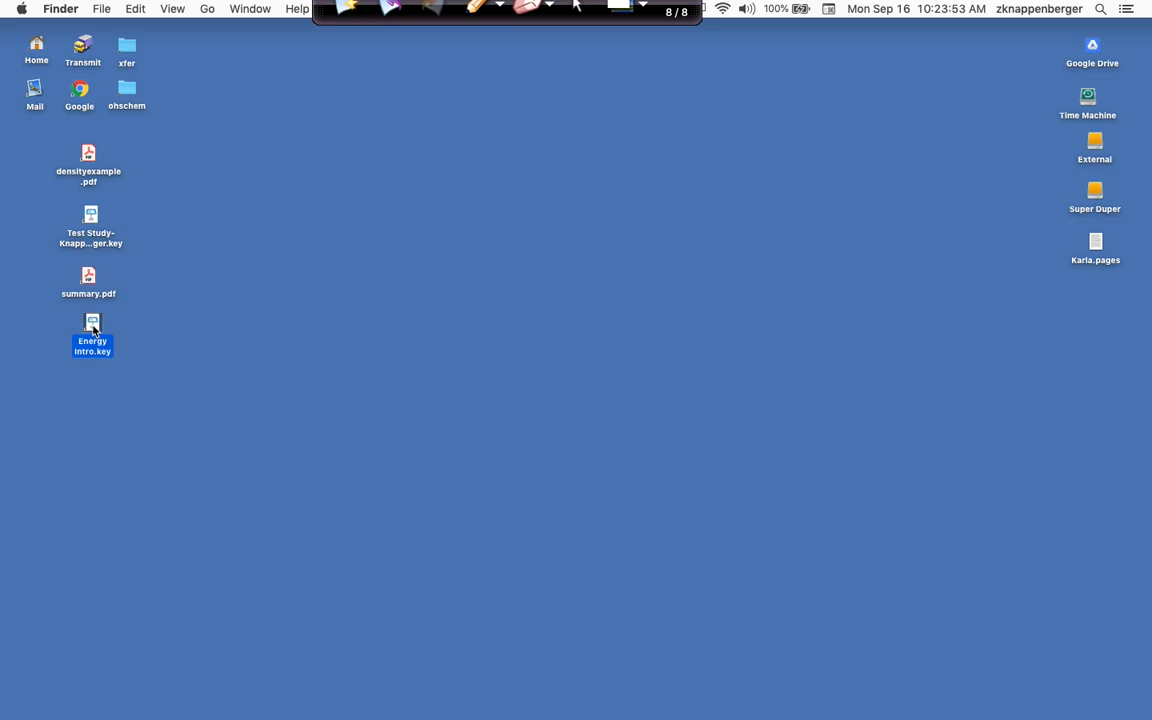 Finder File Edit View Go Window Help
8 / 8
100% Mon Sep 16 10:23:53 AM zknappenberger
Home Transmit xfer
Mail Google ohschem
densityexample
.pdf
Test Study-
Knapp...ger.key
summary.pdf
Energy
Intro.key
Google Drive
Time Machine
External
Super Duper
Karla.pages